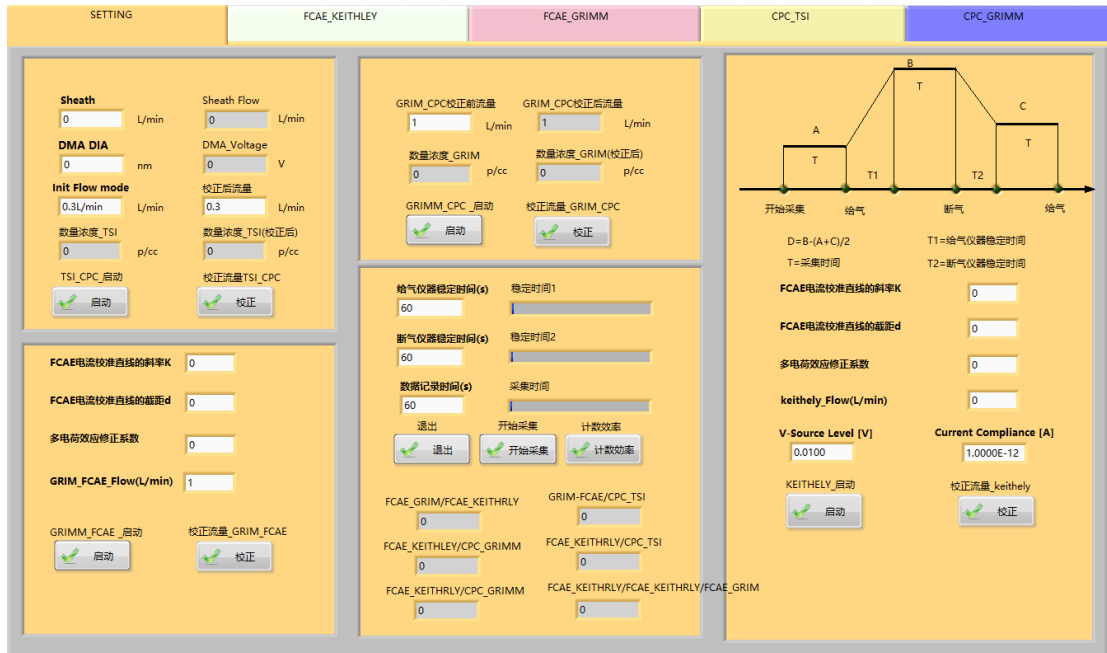 SETTING
FCAE_KEITHLEY
FCAE_GRIMM
CPC_TSI
CPC_GRIMM
Sheath
Sheath Flow
0 L/min
0 L/min
DMA DIA
DMA_Voltage
0 nm
0 V
Init Flow mode
校正后流量
0.3L/min L/min
0.3 L/min
数量浓度_TSI
数量浓度_TSI(校正后)
0 p/cc
0 p/cc
TSI_CPC_启动
校正流量TSI_CPC
启动
校正
FCAE电流校准直线的斜率K 0
FCAE电流校准直线的截距d 0
多电荷效应修正系数 0
GRIM_FCAE_Flow(L/min) 1
GRIMM_FCAE _启动
校正流量_GRIM_FCAE
启动
校正
GRIM_CPC校正前流量
GRIM_CPC校正后流量
1 L/min
1 L/min
数量浓度_GRIM
数量浓度_GRIM(校正后)
0 p/cc
0 p/cc
GRIMM_CPC _启动
校正流量_GRIM_CPC
启动
校正
给气仪器稳定时间(s)
稳定时间1
60
断气仪器稳定时间(s)
稳定时间2
60
数据记录时间(s)
采集时间
60
退出
开始采集
计数效率
退出
开始采集
计数效率
FCAE_GRIM/FCAE_KEITHRLY
GRIM-FCAE/CPC_TSI
0
0
FCAE_KEITHLEY/CPC_GRIMM
FCAE_KEITHRLY/CPC_TSI
0
0
FCAE_KEITHRLY/CPC_GRIMM
FCAE_KEITHRLY/FCAE_KEITHRLY/FCAE_GRIM
0
0
B
T
A
C
T
T
T1
T2
开始采集
给气
断气
给气
D=B-(A+C)/2
T1=给气仪器稳定时间
T=采集时间
T2=断气仪器稳定时间
FCAE电流校准直线的斜率K 0
FCAE电流校准直线的截距d 0
多电荷效应修正系数 0
keithely_Flow(L/min) 0
V-Source Level [V]
Current Compliance [A]
0.0100
1.0000E-12
KEITHELY_启动
校正流量_keithely
启动
校正